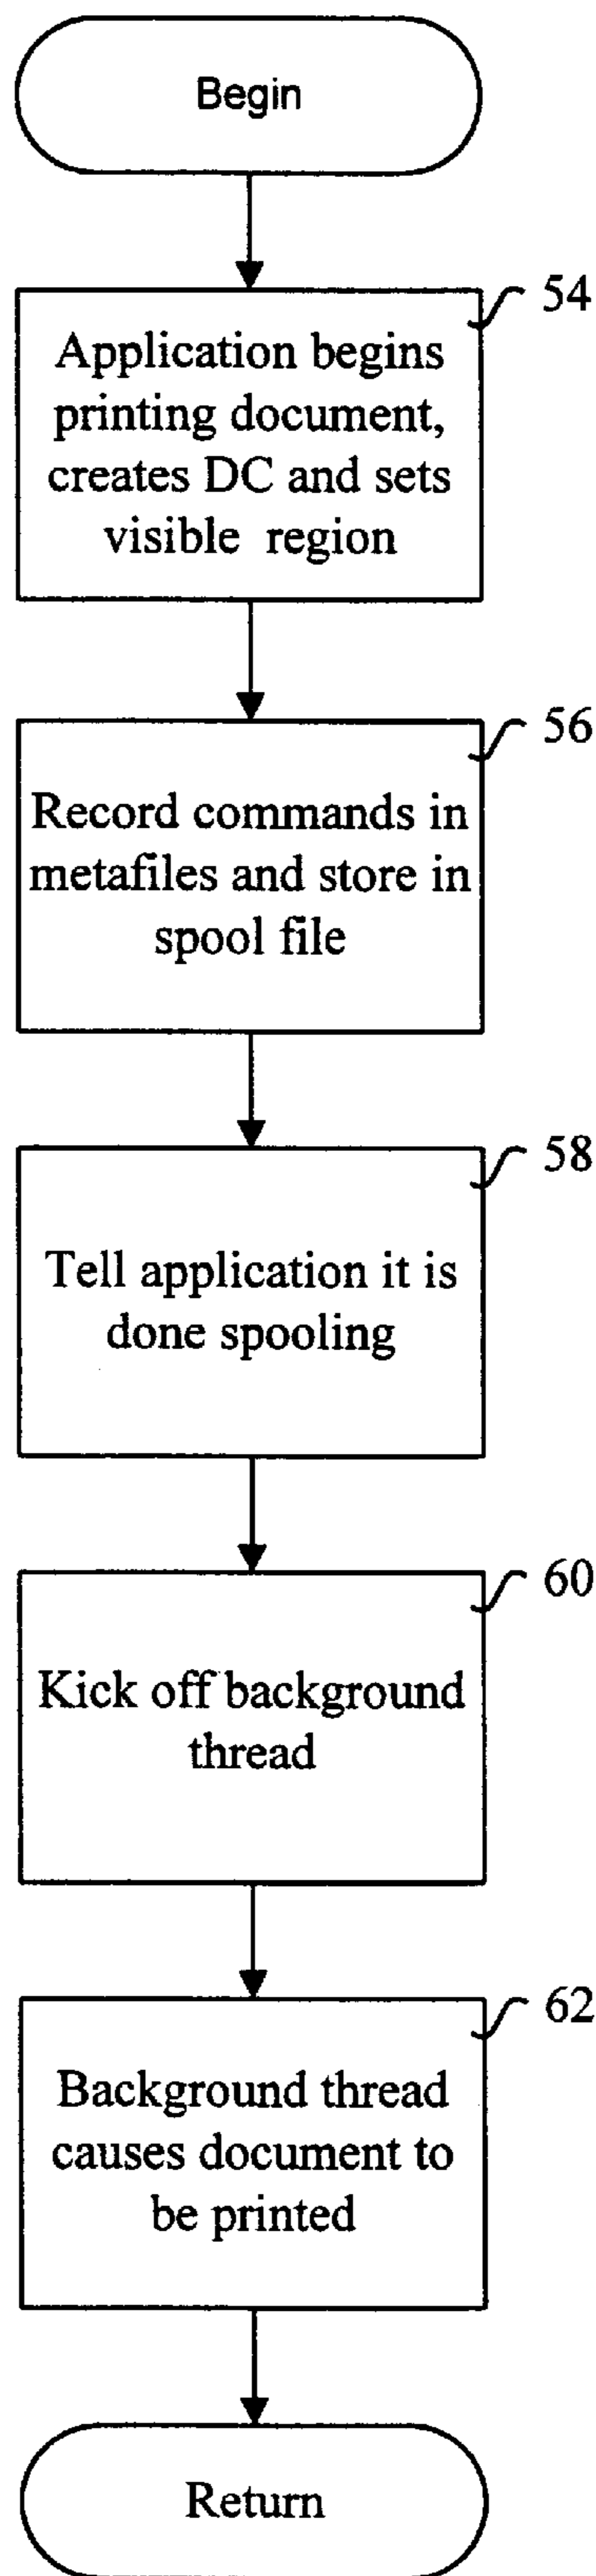 Begin
54
Application begins
printing document,
creates DC and sets
visible region
56
Record commands in
metafiles and store in
spool file
58
Tell application it is
done spooling
60
Kick off background
thread
62
Background thread
causes document to
be printed
Return